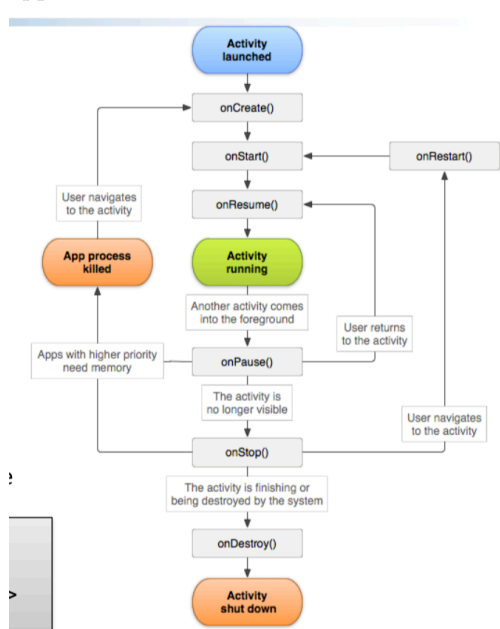 Activity
launched
onCreate()
onStart()
onRestart()
onResume()
User navigates
to the activity
App process
killed
Activity
running
Another activity comes
into the foreground
User returns
to the activity
Apps with higher priority
need memory
onPause()
The activity is
no longer visible
User navigates
to the activity
onStop()
The activity is finishing or
being destroyed by the system
onDestroy()
>
Activity
shut down